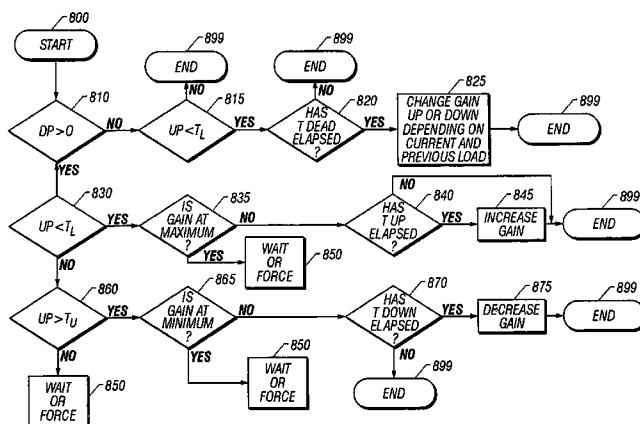 800
START
899
END
899
END
810
DP>0
NO
NO
815
UP<TL
YES
NO
820
HAS
T DEAD
ELAPSED
?
YES
825
CHANGE GAIN
UP OR DOWN
DEPENDING ON
CURRENT AND
PREVIOUS LOAD
899
END
YES
830
UP<TL
YES
835
IS
GAIN AT
MAXIMUM
?
NO
YES
WAIT
OR
FORCE
850
NO
840
HAS
T UP
ELAPSED
?
YES
845
INCREASE
GAIN
899
END
NO
860
UP>TU
YES
865
IS
GAIN AT
MINIMUM
?
NO
YES
850
WAIT
OR
FORCE
870
HAS
T DOWN
ELAPSED
?
YES
NO
899
END
875
DECREASE
GAIN
899
END
NO
WAIT
OR
FORCE
850